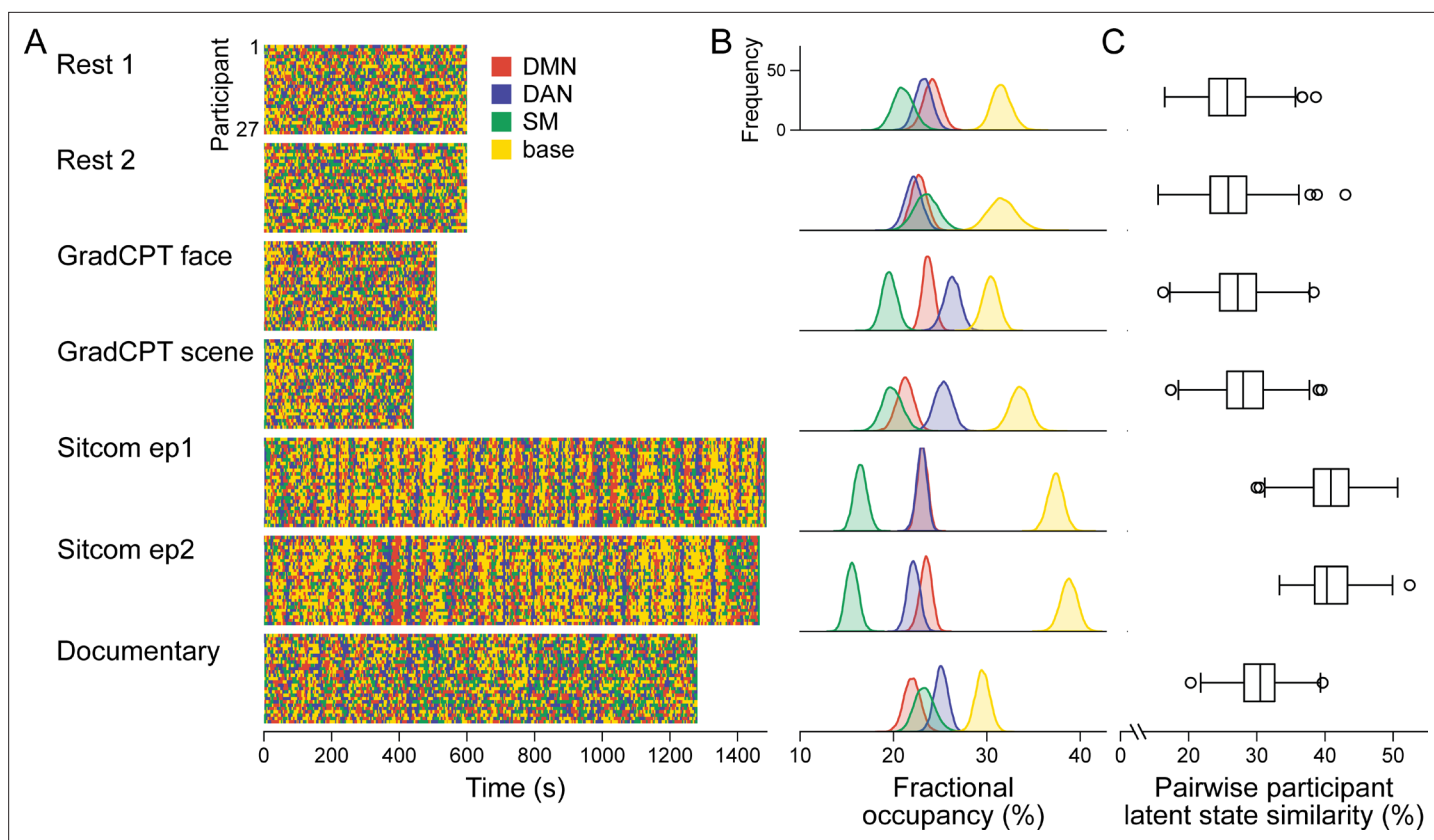 A
Rest 1
Rest 2
GradCPT face
GradCPT scene
Sitcom ep1
Sitcom ep2
Documentary
Participant
1
27
DMN
DAN
SM
base
0
200
400
600
800
1000
1200
1400
Time (s)
B
Frequency
50
0
10
20
30
40
Fractional
occupancy (%)
C
0
20
30
40
50
Pairwise participant
latent state similarity (%)